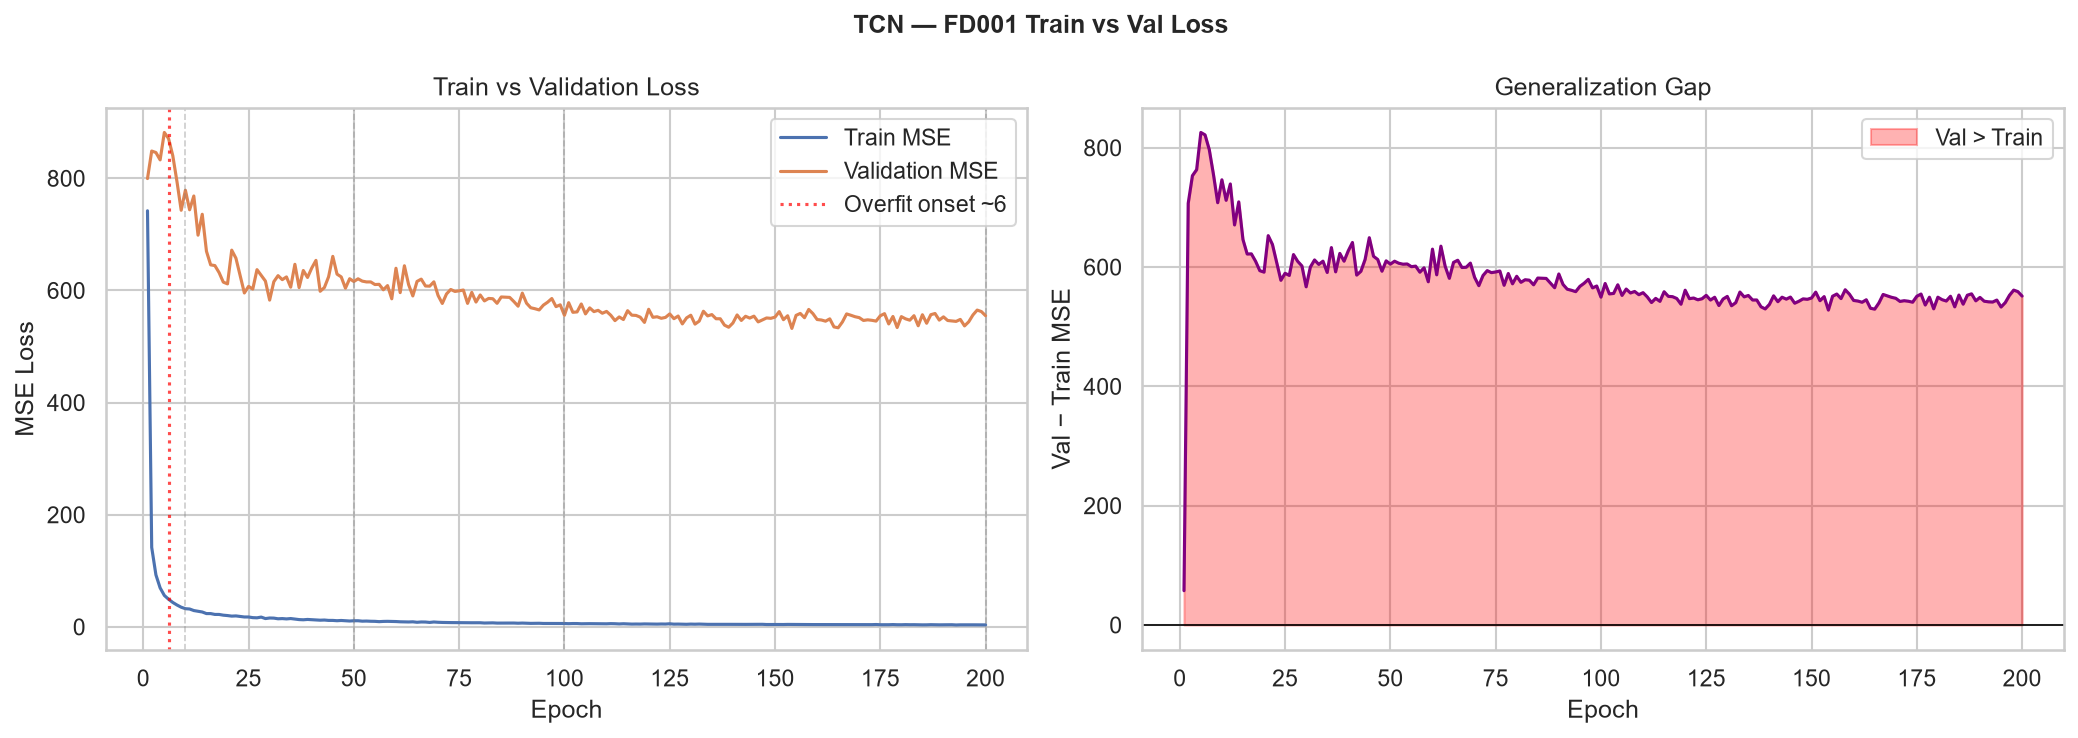 TCN — FD001 Train vs Val Loss
Train vs Validation Loss
MSE Loss
800
600
400
200
0
0 25 50 75 100 125 150 175 200
Epoch
Train MSE
Validation MSE
Overfit onset ~6
Generalization Gap
Val − Train MSE
800
600
400
200
0
0 25 50 75 100 125 150 175 200
Epoch
Val > Train